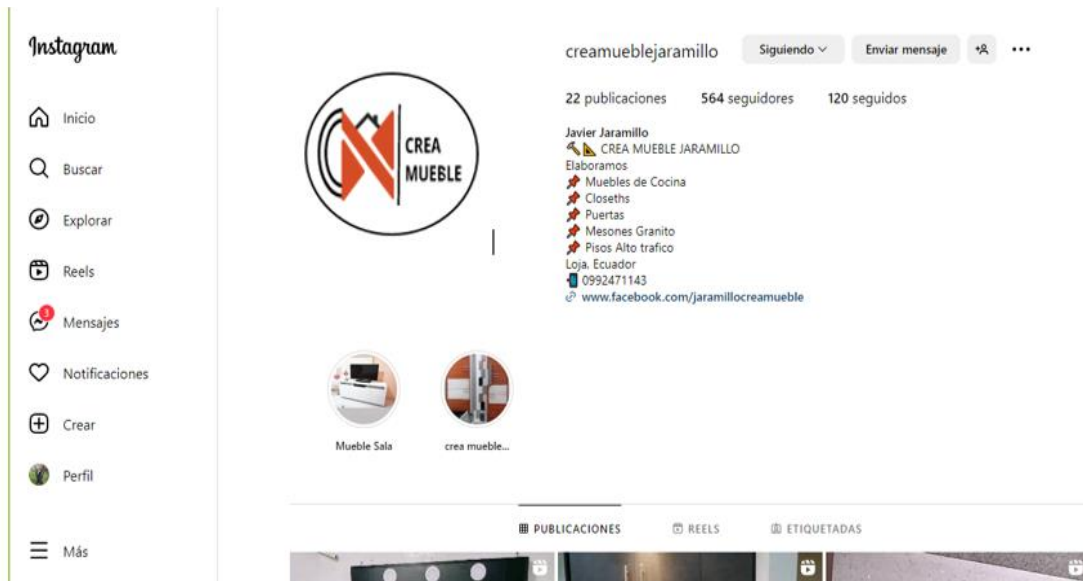 Instagram
Inicio
Buscar
Explorar
Reels
3
Mensajes
Notificaciones
Crear
Perfil
Más
CREA
MUEBLE
creamueblejaramillo Siguiendo Enviar mensaje
22 publicaciones 564 seguidores 120 seguidos
Javier Jaramillo
CREA MUEBLE JARAMILLO
Elaboramos
Muebles de Cocina
Closeths
Puertas
Mesones Granito
Pisos Alto trafico
Loja. Ecuador
0992471143
www.facebook.com/jaramillocreamueble
Mueble Sala crea mueble...
PUBLICACIONES REELS ETIQUETADAS